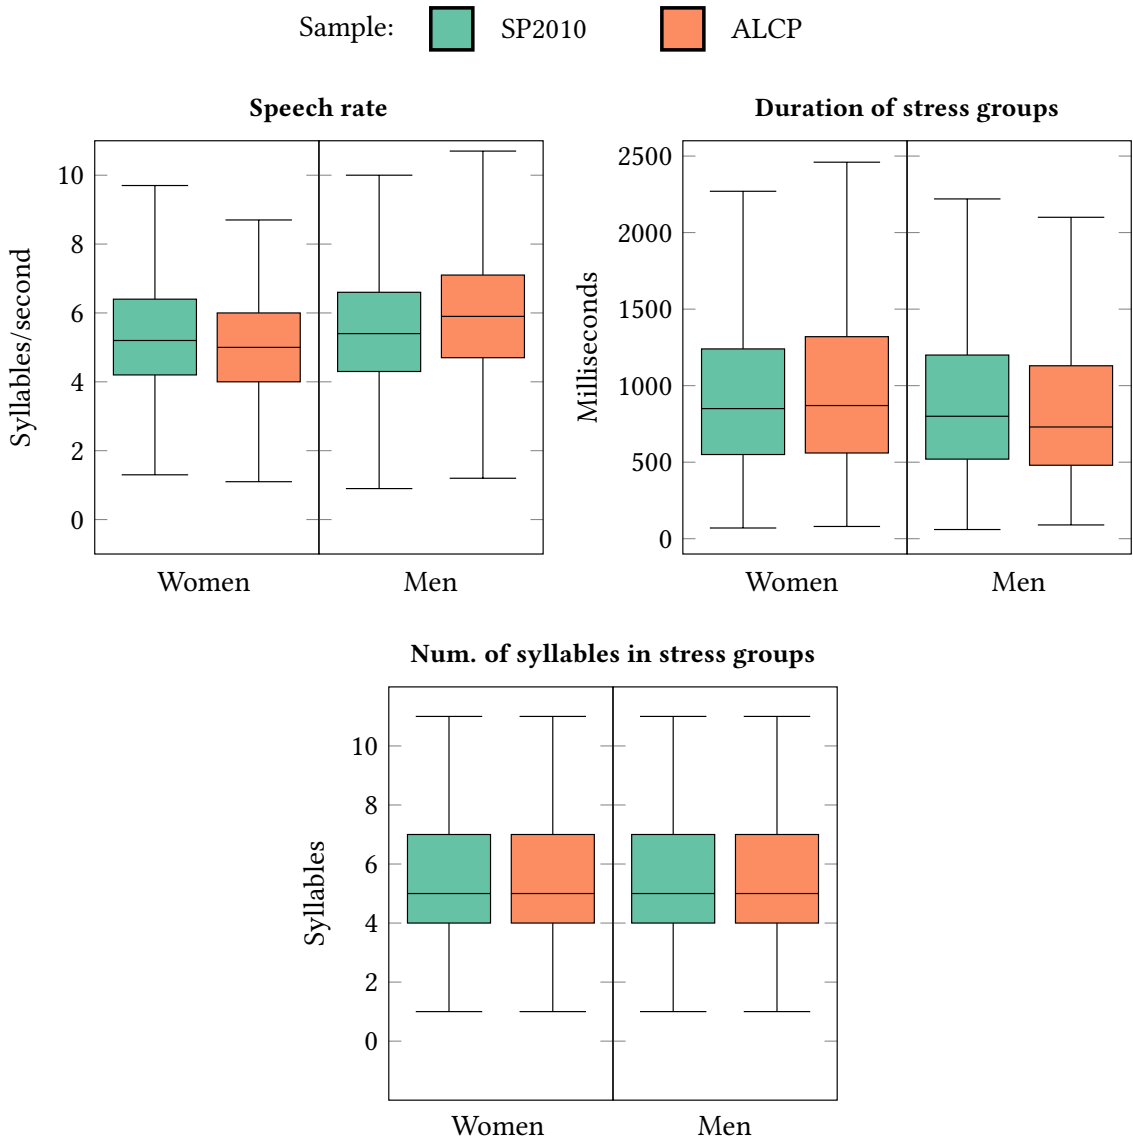 Sample: SP2010 ALCP
Speech rate
Syllables/second
10
8
6
4
2
0
Women Men
Duration of stress groups
Milliseconds
2500
2000
1500
1000
500
0
Women Men
Num. of syllables in stress groups
Syllables
10
8
6
4
2
0
Women Men